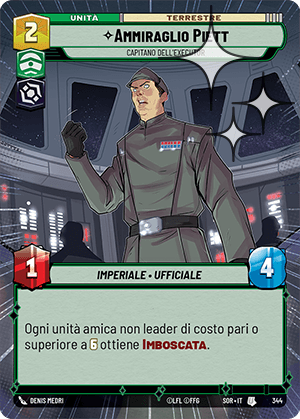 2
UNITÀ
TERRESTRE
AMMIRAGLIO PIETT
CAPITANO DELL'EXECUTOR
1
IMPERIALE • UFFICIALE
4
Ogni unità amica non leader di costo pari o
superiore a 6 ottiene IMBOSCATA.
DENIS MEDRI
©LFL ©FFG
SOR • IT
344